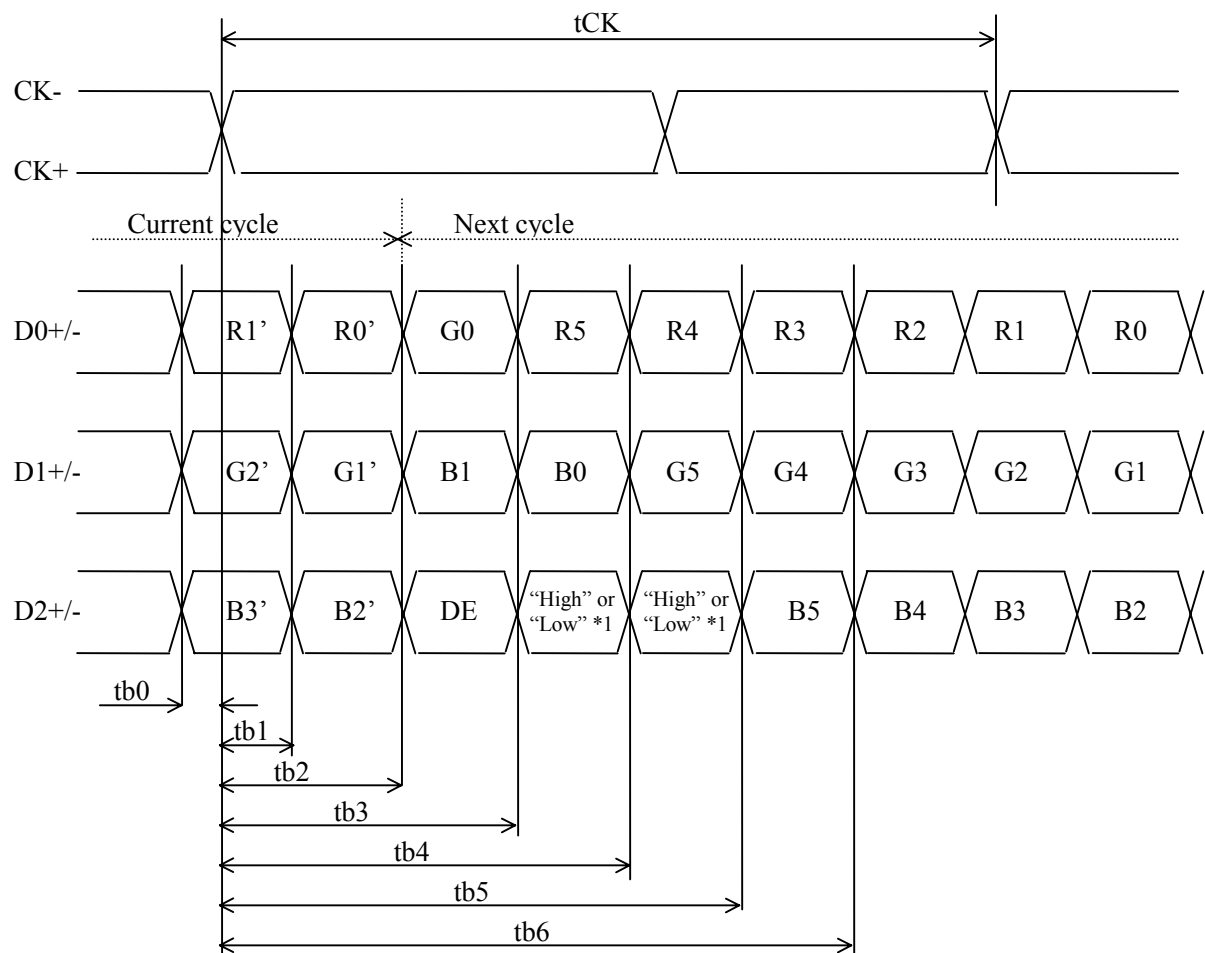 tCK
CK-
CK+
Current cycle Next cycle
D0+/- R1’ R0’ G0 R5 R4 R3 R2 R1 R0
D1+/- G2’ G1’ B1 B0 G5 G4 G3 G2 G1
D2+/- B3’ B2’ DE “High” or “Low” *1 “High” or “Low” *1 B5 B4 B3 B2
tb0
tb1
tb2
tb3
tb4
tb5
tb6